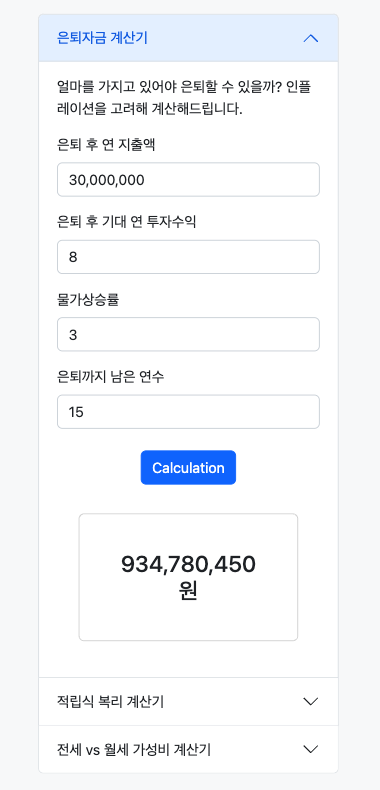 은퇴자금 계산기
얼마를 가지고 있어야 은퇴할 수 있을까? 인플
레이션을 고려해 계산해드립니다.
은퇴 후 연 지출액
30,000,000
은퇴 후 기대 연 투자수익
8
물가상승률
3
은퇴까지 남은 연수
15
Calculation
934,780,450
원
적립식 복리 계산기
전세 vs 월세 가성비 계산기